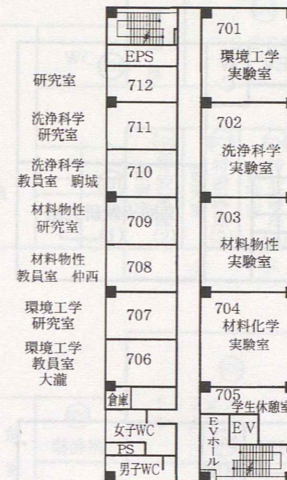 701
環境工学
実験室
EPS
研究室
712
702
洗浄科学
実験室
洗浄科学
研究室
711
洗浄科学
教員室 駒城
710
703
材料物性
実験室
材料物性
研究室
709
材料物性
教員室 仲西
708
704
材料化学
実験室
環境工学
研究室
707
環境工学
教員室
大瀧
706
705
学生休憩室
倉庫
EVホール
EV
女子WC
PS
男子WC